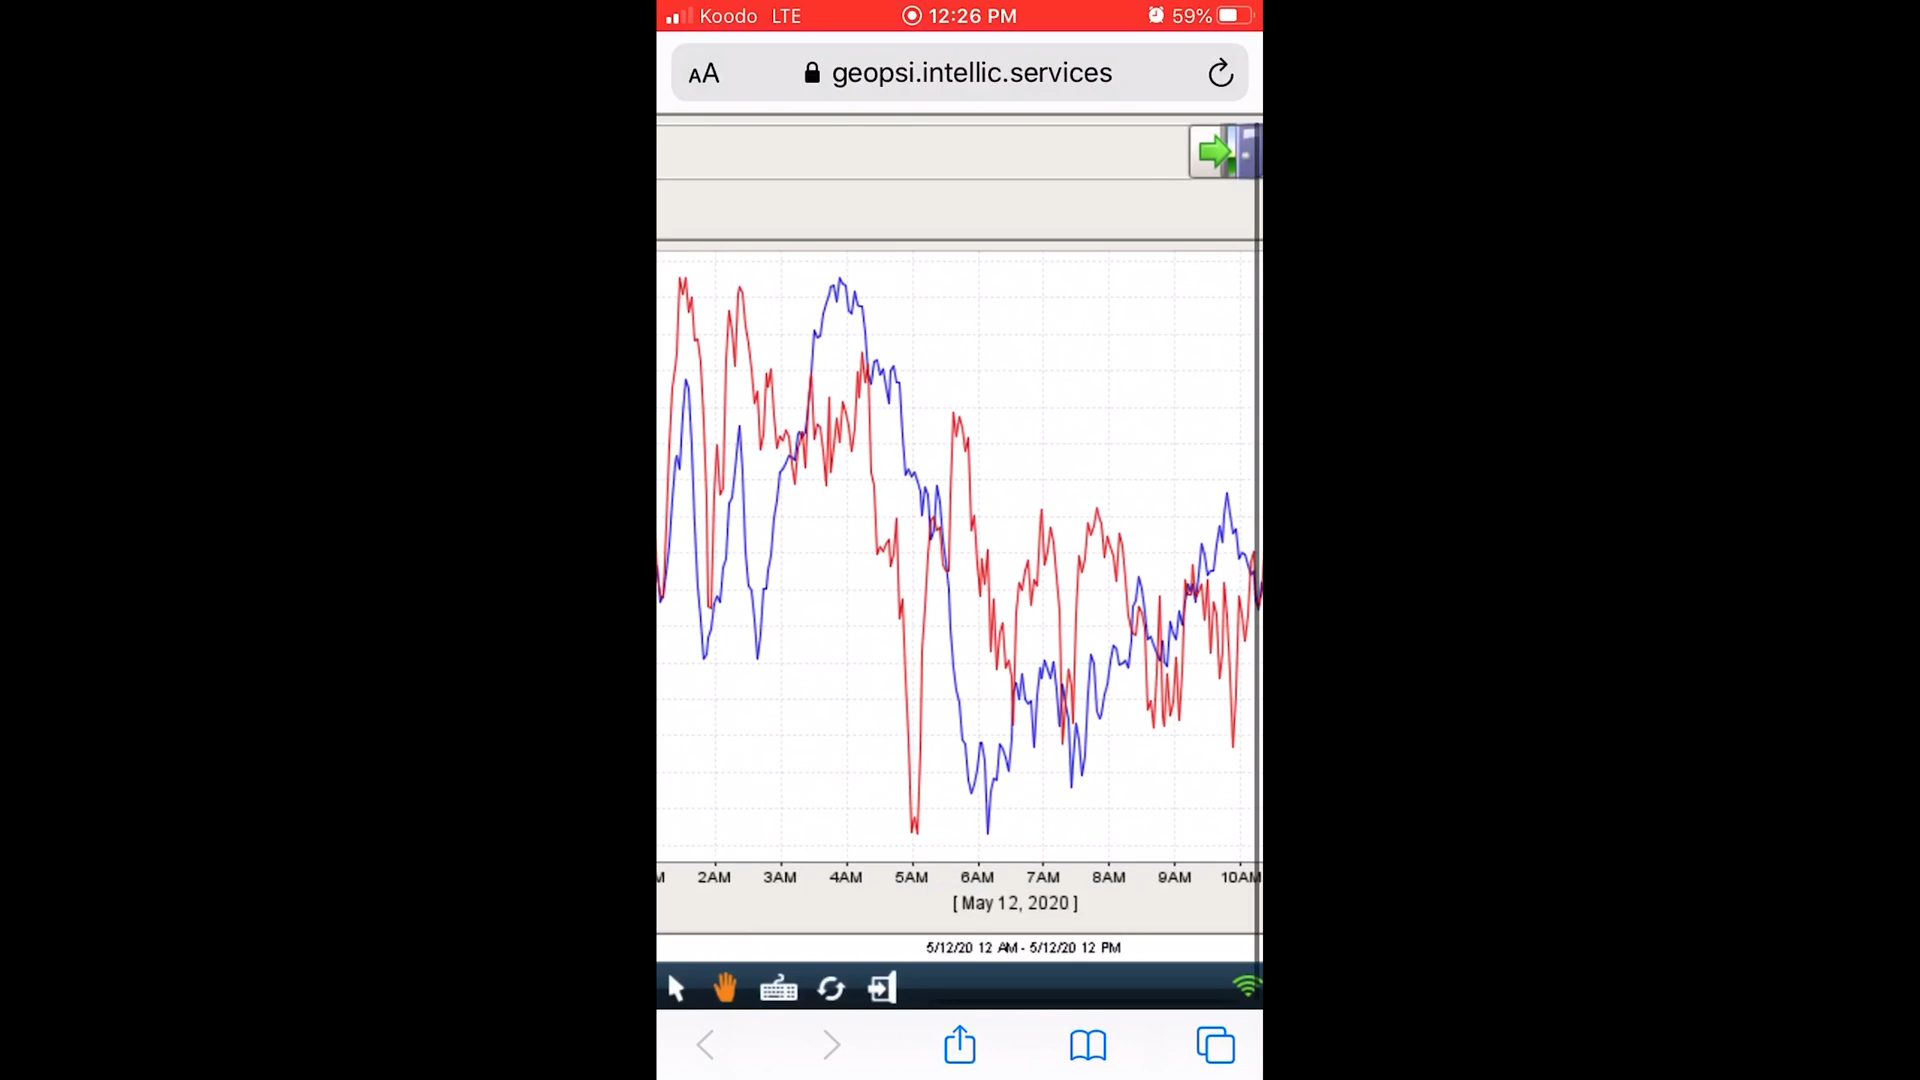 Koodo LTE 12:26 PM 59%
AA geopsi.intellic.services
M 2AM 3AM 4AM 5AM 6AM 7AM 8AM 9AM 10AM
[ May 12, 2020 ]
5/12/20 12 AM - 5/12/20 12 PM